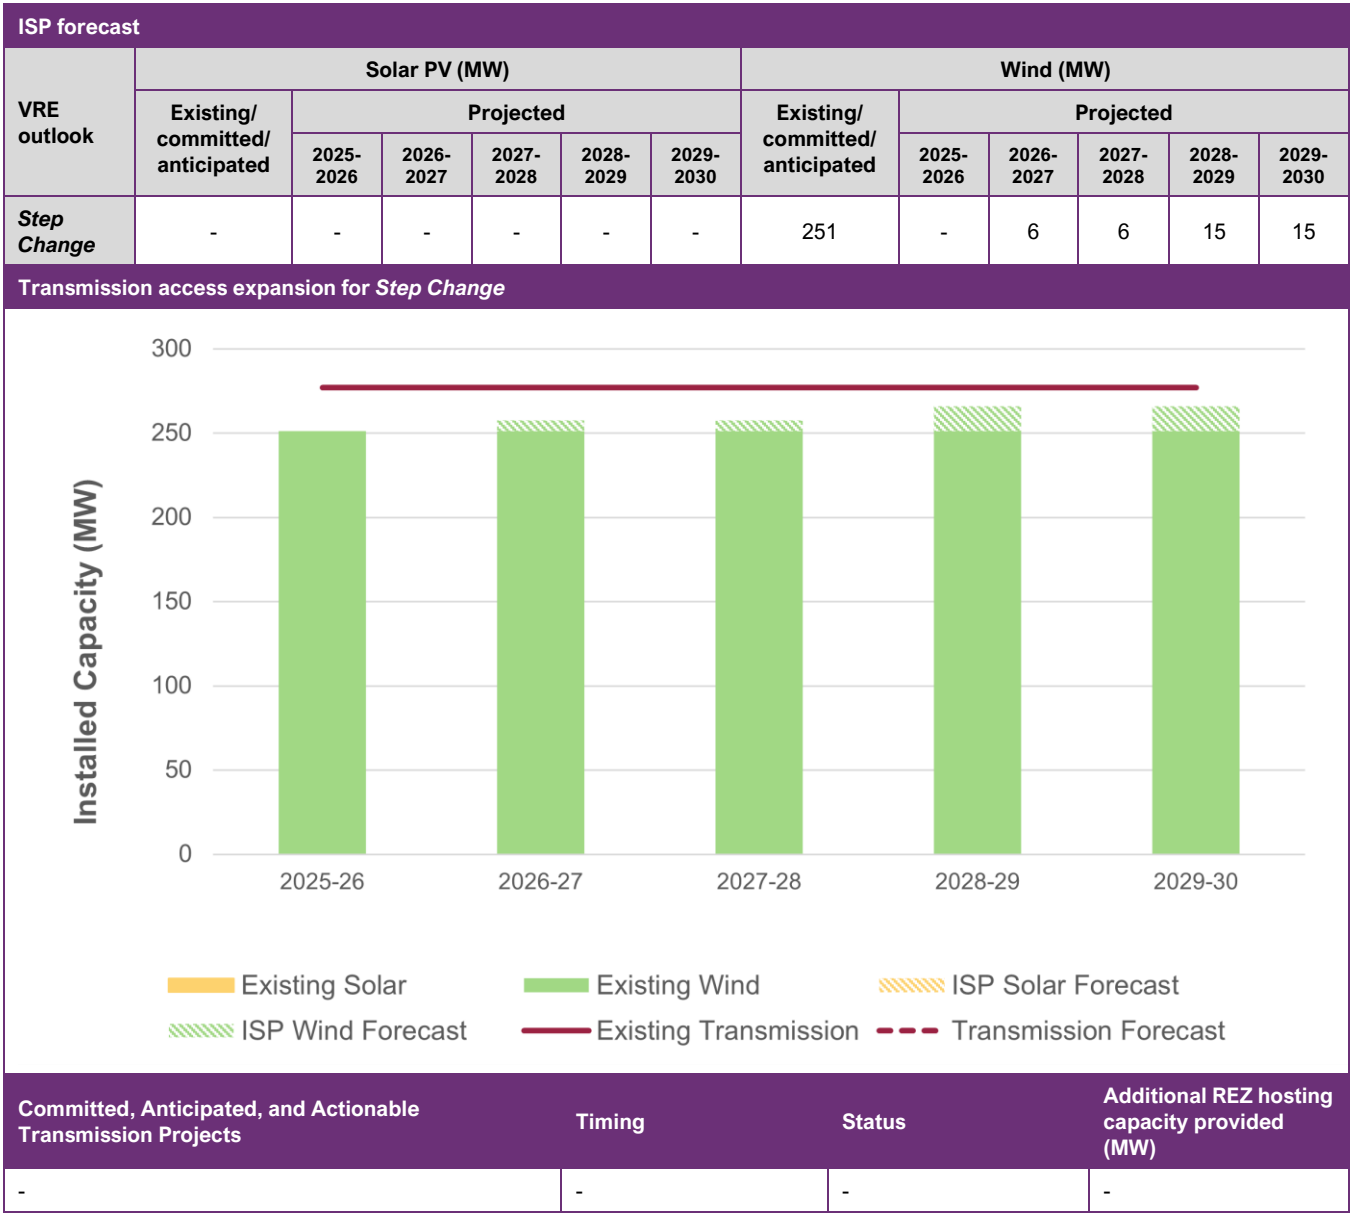 ISP forecast
Solar PV (MW)
Wind (MW)
VRE
outlook
Existing/
committed/
anticipated
Projected
Existing/
committed/
anticipated
Projected
2025-
2026
2026-
2027
2027-
2028
2028-
2029
2029-
2030
2025-
2026
2026-
2027
2027-
2028
2028-
2029
2029-
2030
Step
Change
- - - - - - 251 - 6 6 15 15
Transmission access expansion for Step Change
Installed Capacity (MW)
300
250
200
150
100
50
0
2025-26 2026-27 2027-28 2028-29 2029-30
Existing Solar Existing Wind ISP Solar Forecast
ISP Wind Forecast Existing Transmission Transmission Forecast
Committed, Anticipated, and Actionable
Transmission Projects
Timing
Status
Additional REZ hosting
capacity provided
(MW)
- - - -